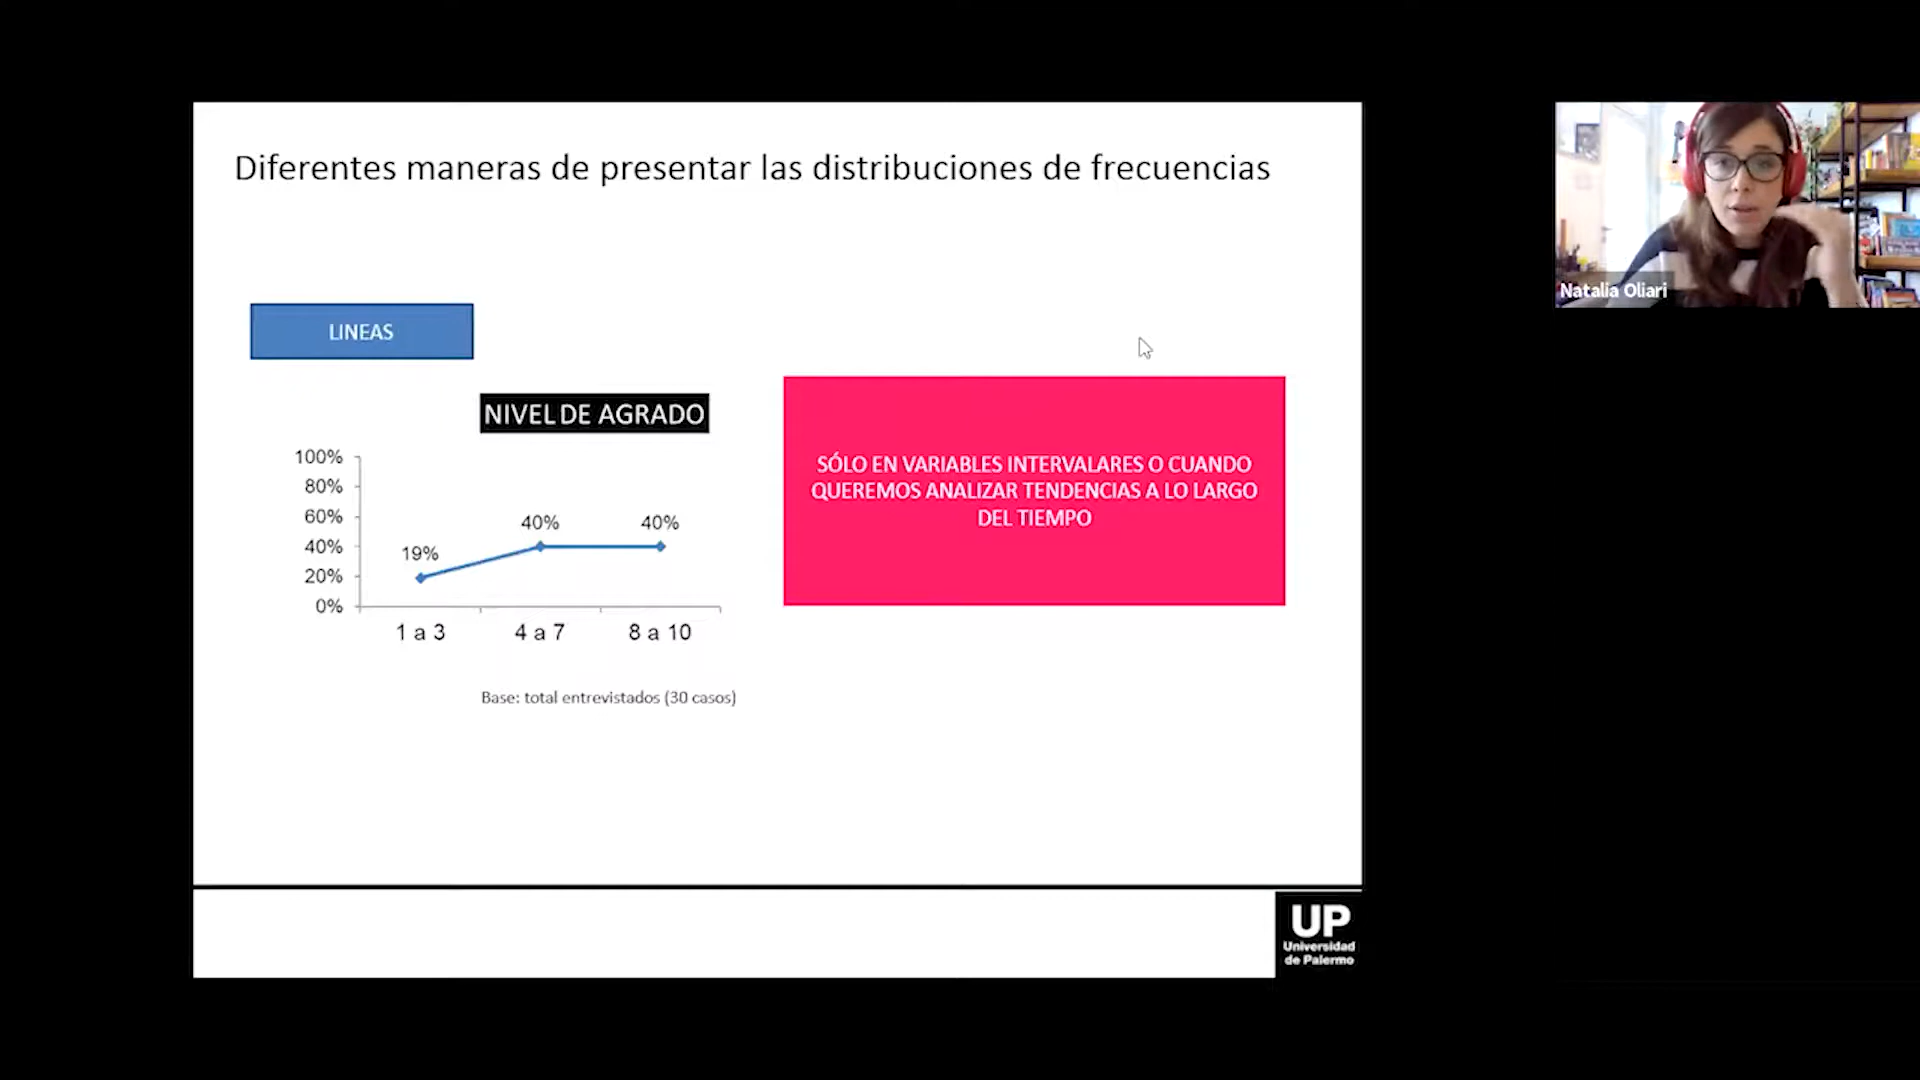 Diferentes maneras de presentar las distribuciones de frecuencias
Natalia Oliari
LINEAS
NIVEL DE AGRADO
100%
80%
60%
40%
20%
0%
19%
40%
40%
1 a 3
4 a 7
8 a 10
Base: total entrevistados (30 casos)
SÓLO EN VARIABLES INTERVALARES O CUANDO
QUEREMOS ANALIZAR TENDENCIAS A LO LARGO
DEL TIEMPO
UP
Universidad
de Palermo